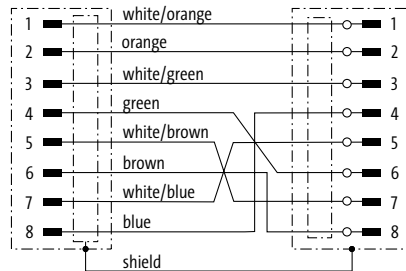 1 white/orange 1
2 orange 2
3 white/green 3
4 green 4
5 white/brown 5
6 brown 6
7 white/blue 7
8 blue 8
shield